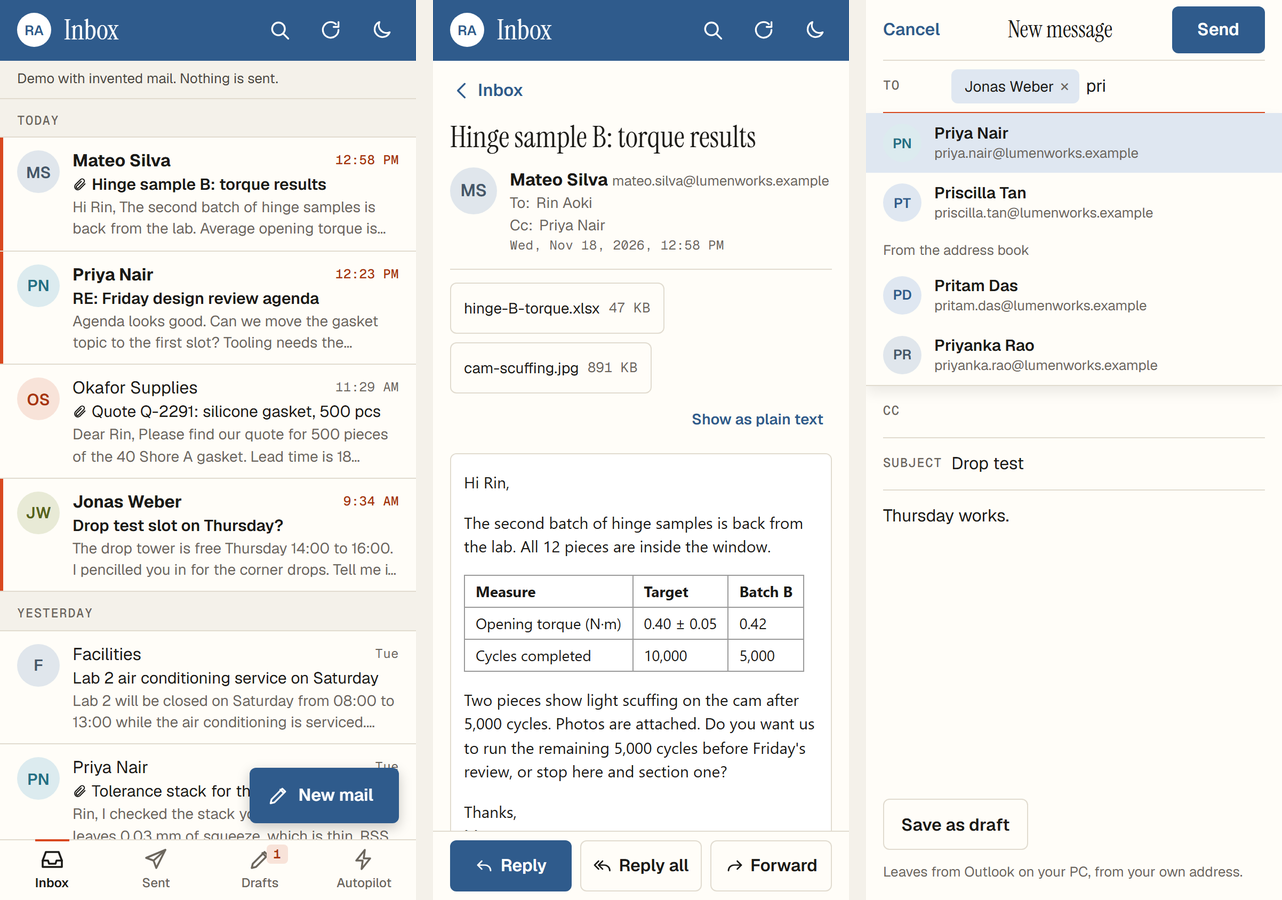 RA Inbox
Demo with invented mail. Nothing is sent.
TODAY
MS
Mateo Silva 12:58 PM
Hinge sample B: torque results
Hi Rin, The second batch of hinge samples is
back from the lab. Average opening torque is…
PN
Priya Nair 12:23 PM
RE: Friday design review agenda
Agenda looks good. Can we move the gasket
topic to the first slot? Tooling needs the…
OS
Okafor Supplies 11:29 AM
Quote Q-2291: silicone gasket, 500 pcs
Dear Rin, Please find our quote for 500 pieces
of the 40 Shore A gasket. Lead time is 18…
JW
Jonas Weber 9:34 AM
Drop test slot on Thursday?
The drop tower is free Thursday 14:00 to 16:00.
I pencilled you in for the corner drops. Tell me i…
YESTERDAY
F
Facilities Tue
Lab 2 air conditioning service on Saturday
Lab 2 will be closed on Saturday from 08:00 to
13:00 while the air conditioning is serviced.…
PN
Priya Nair Tue
Tolerance stack for th
Rin, I checked the stack yo
leaves 0.03 mm of squeeze, which is thin. RSS
New mail
Inbox
Sent
Drafts 1
Autopilot
RA Inbox
Inbox
Hinge sample B: torque results
MS
Mateo Silva mateo.silva@lumenworks.example
To: Rin Aoki
Cc: Priya Nair
Wed, Nov 18, 2026, 12:58 PM
hinge-B-torque.xlsx 47 KB
cam-scuffing.jpg 891 KB
Show as plain text
Hi Rin,
The second batch of hinge samples is back from
the lab. All 12 pieces are inside the window.
Measure Target Batch B
Opening torque (N·m) 0.40 ± 0.05 0.42
Cycles completed 10,000 5,000
Two pieces show light scuffing on the cam after
5,000 cycles. Photos are attached. Do you want us
to run the remaining 5,000 cycles before Friday's
review, or stop here and section one?
Thanks,
Reply
Reply all
Forward
Cancel New message Send
TO Jonas Weber × pri
PN
Priya Nair
priya.nair@lumenworks.example
PT
Priscilla Tan
priscilla.tan@lumenworks.example
From the address book
PD
Pritam Das
pritam.das@lumenworks.example
PR
Priyanka Rao
priyanka.rao@lumenworks.example
CC
SUBJECT Drop test
Thursday works.
Save as draft
Leaves from Outlook on your PC, from your own address.